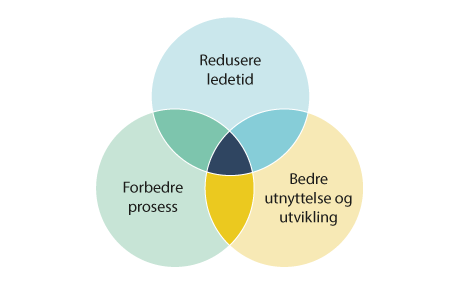 Redusere
ledetid
Forbedre
prosess
Bedre
utnyttelse og
utvikling